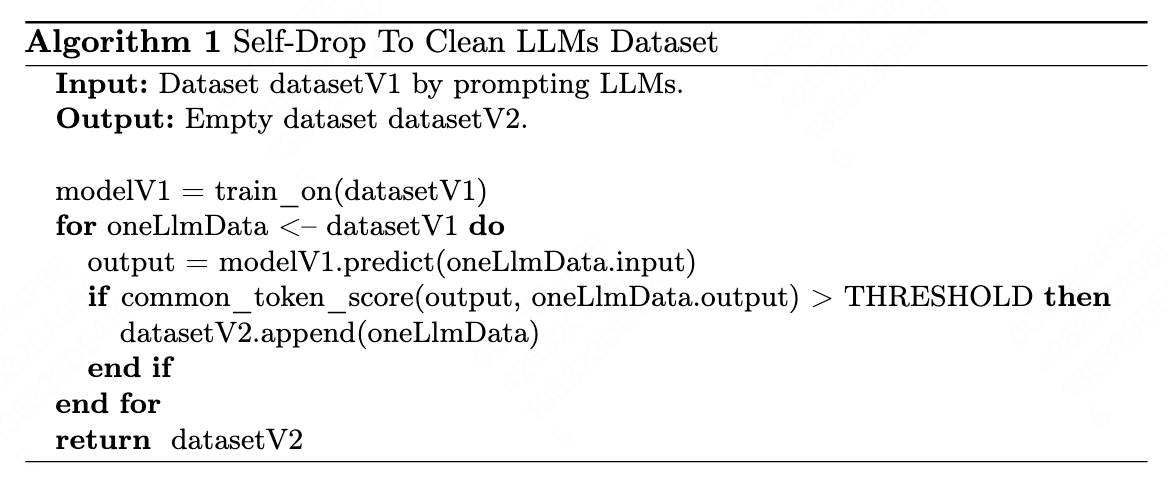 Algorithm 1 Self-Drop To Clean LLMs Dataset
Input: Dataset datasetV1 by prompting LLMs.
Output: Empty dataset datasetV2.
modelV1 = train_on(datasetV1)
for oneLlmData <– datasetV1 do
output = modelV1.predict(oneLlmData.input)
if common_token_score(output, oneLlmData.output) > THRESHOLD then
datasetV2.append(oneLlmData)
end if
end for
return datasetV2